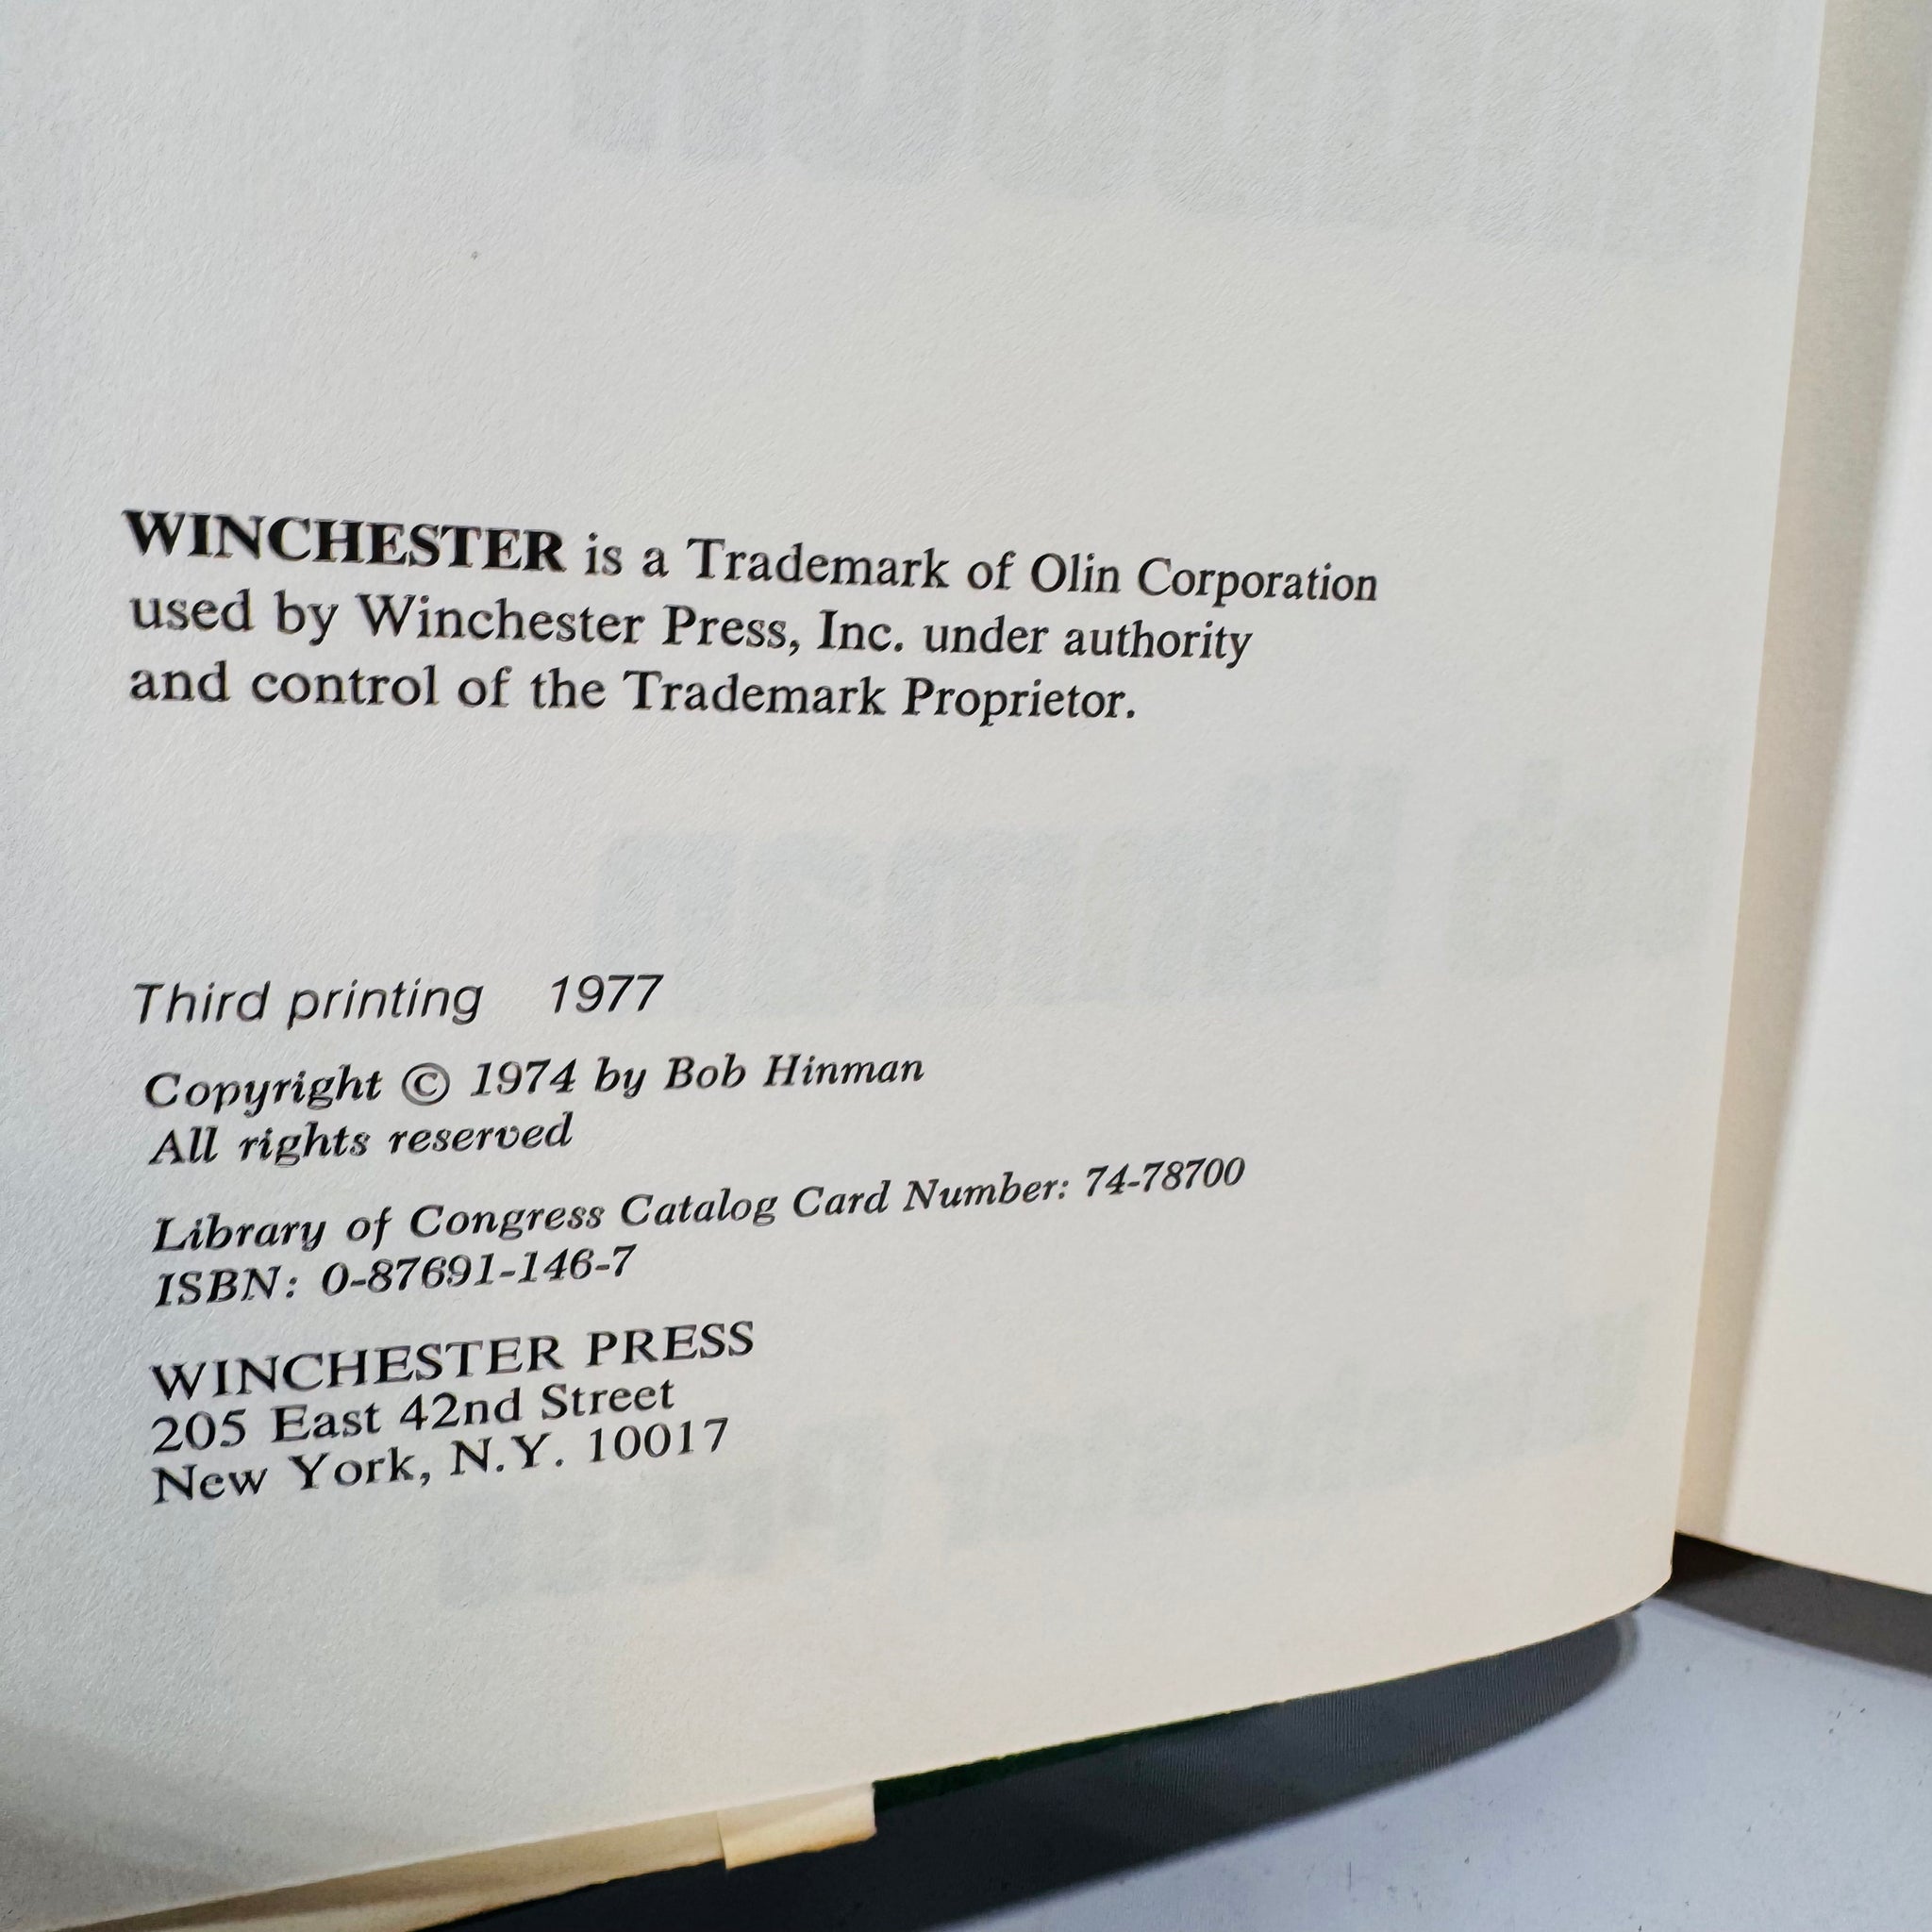 WINCHESTER is a Trademark of Olin Corporation
used by Winchester Press, Inc. under authority
and control of the Trademark Proprietor.
Third printing 1977
Copyright © 1974 by Bob Hinman
All rights reserved
Library of Congress Catalog Card Number: 74-78700
ISBN: 0-87691-146-7
WINCHESTER PRESS
205 East 42nd Street
New York, N.Y. 10017